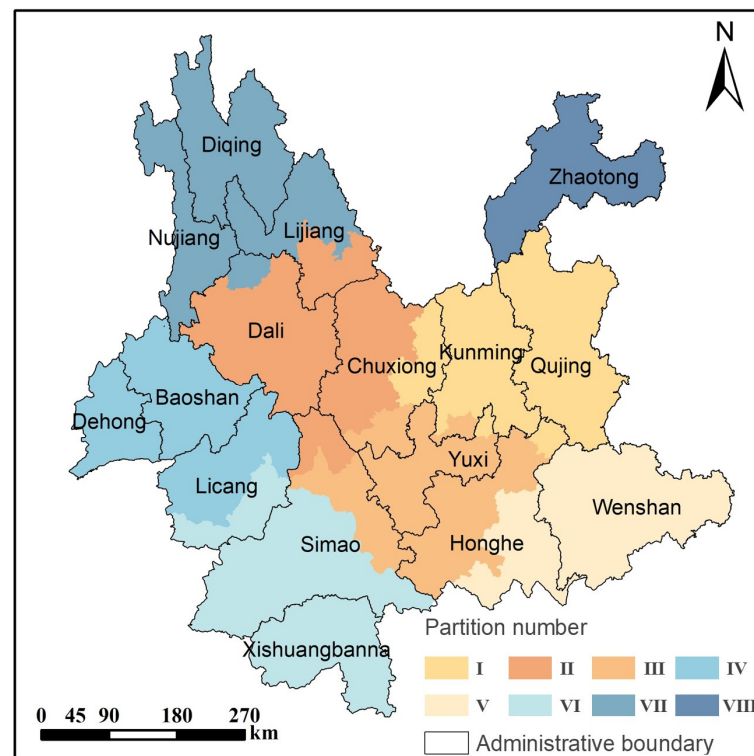 N
Diqing
Zhaotong
Nujiang
Lijiang
Dali
Chuxiong
Kunming
Qujing
Baoshan
Dehong
Yuxi
Licang
Wenshan
Simao
Honghe
Xishuangbanna
Partition number
I II III IV
V VI VII VIII
Administrative boundary
0 45 90 180 270
km